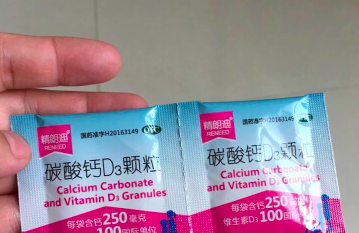 精朗迪
RENEED
国药准字H20163149
OTC
碳酸钙D₃颗粒
Calcium Carbonate
and Vitamin D₃ Granules
每袋含钙250毫克
100国际单位
精朗迪
RENEED
国药准字H20163149
碳酸钙D₃颗粒
Calcium Carbonate
and Vitamin D₃ Granules
每袋含钙250
维生素D₃100国